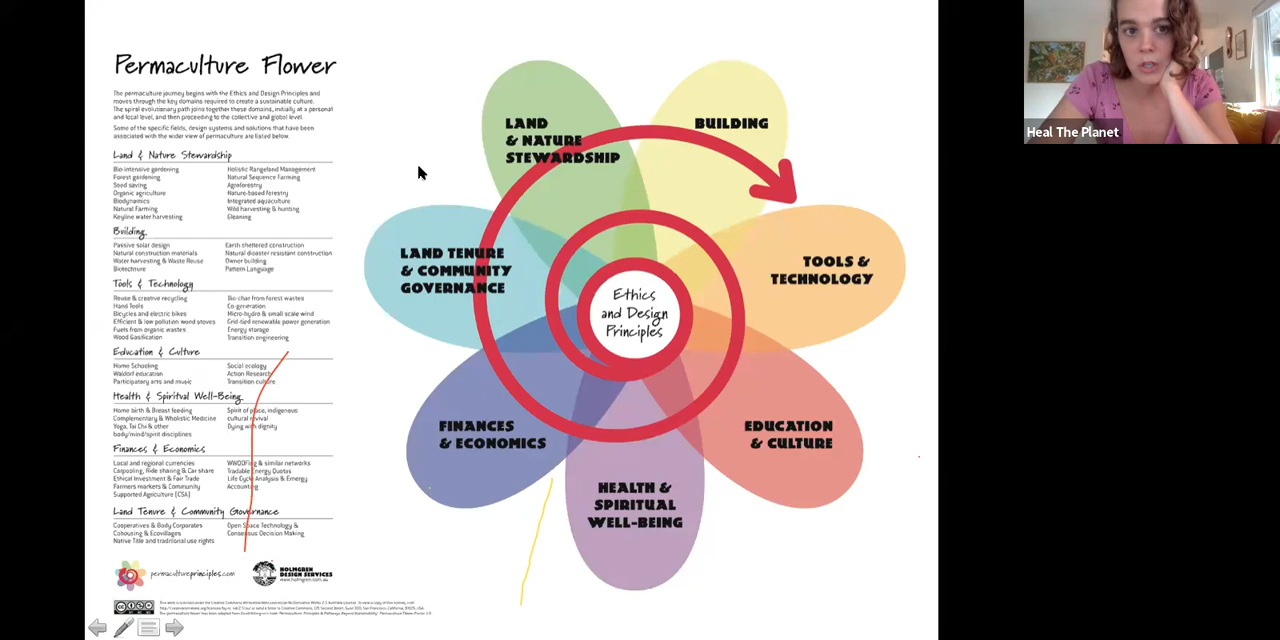 Permaculture Flower
The permaculture journey begins with the Ethics and Design Principles and
moves through the key domains required to create a sustainable culture.
The spiral evolutionary path joins together these domains, initially at a personal
and local level, and then proceeding to the collective and global level.
Some of the specific fields, design systems and solutions that have been
associated with the wider view of permaculture are listed below.
Land & Nature Stewardship
Bio-intensive gardening
Forest gardening
Seed saving
Organic agriculture
Biodynamics
Natural Farming
Keyline water harvesting
Holistic Rangeland Management
Natural Sequence Farming
Agroforestry
Nature-based forestry
Integrated aquaculture
Wild harvesting & hunting
Gleaning
Building
Passive solar design
Natural construction materials
Water harvesting & Waste Reuse
Biotecture
Earth sheltered construction
Natural disaster resistant construction
Owner building
Pattern Language
Tools & Technology
Reuse & creative recycling
Hand Tools
Bicycles and electric bikes
Efficient & low pollution wood stoves
Fuels from organic wastes
Wood Gasification
Bio-char from forest wastes
Co-generation
Micro-hydro & small scale wind
Grid-tied renewable power generation
Energy storage
Transition engineering
Education & Culture
Home Schooling
Waldorf education
Participatory arts and music
Social ecology
Action Research
Transition culture
Health & Spiritual Well-Being
Home birth & Breast feeding
Complementary & Wholistic Medicine
Yoga, Tai Chi & other
body/mind/spirit disciplines
Spirit of place, indigenous
cultural revival
Dying with dignity
Finances & Economics
Local and regional currencies
Carpooling, Ride sharing & Car share
Ethical Investment & Fair Trade
Farmers markets & Community
Supported Agriculture (CSA)
WWOOFing & similar networks
Tradable Energy Quotas
Life Cycle Analysis & Emergy
Accounting
Land Tenure & Community Governance
Cooperatives & Body Corporates
Cohousing & Ecovillages
Native Title and traditional use rights
Open Space Technology &
Consensus Decision Making
permacultureprinciples.com
HOLMGREN
DESIGN SERVICES
www.holmgren.com.au
LAND
& NATURE
STEWARDSHIP
BUILDING
LAND TENURE
& COMMUNITY
GOVERNANCE
TOOLS &
TECHNOLOGY
Ethics
and Design
Principles
FINANCES
& ECONOMICS
EDUCATION
& CULTURE
HEALTH &
SPIRITUAL
WELL-BEING
Heal The Planet